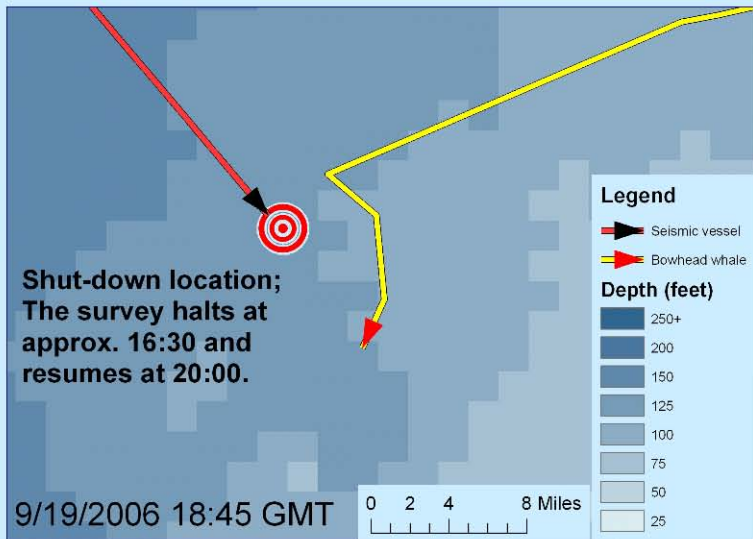 Shut-down location;
The survey halts at
approx. 16:30 and
resumes at 20:00.
9/19/2006 18:45 GMT
0 2 4 8 Miles
Legend
Seismic vessel
Bowhead whale
Depth (feet)
250+
200
150
125
100
75
50
25